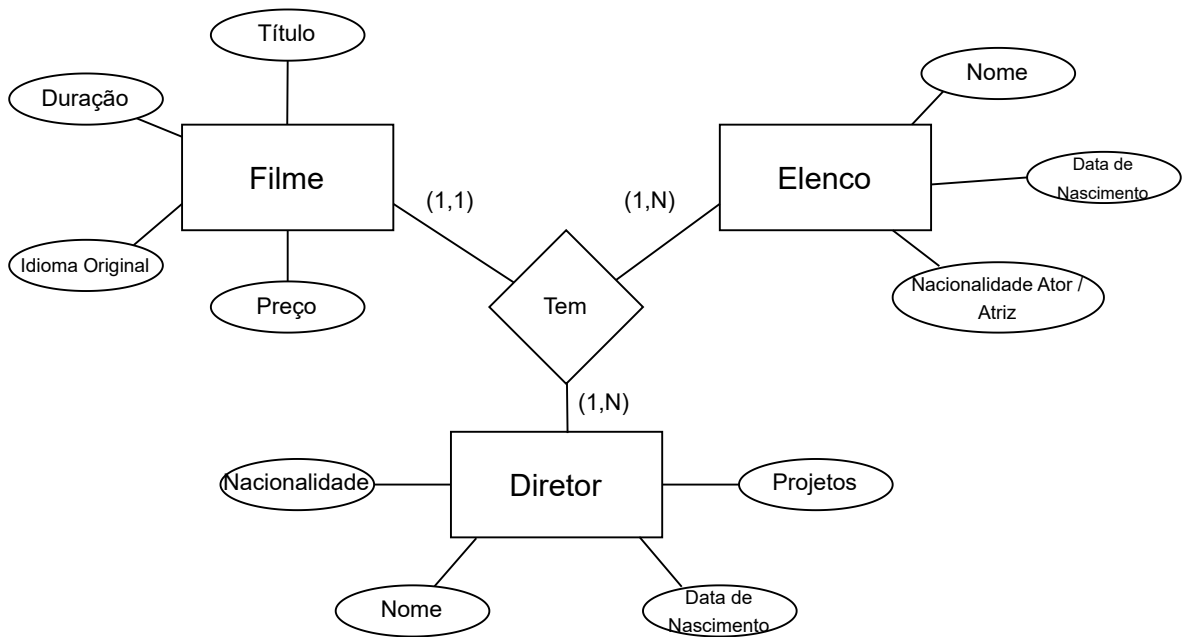 Título
Nome
Duração
Filme
Elenco
Data de
Nascimento
(1,1)
(1,N)
Idioma Original
Nacionalidade Ator /
Atriz
Preço
Tem
(1,N)
Nacionalidade
Diretor
Projetos
Nome
Data de
Nascimento